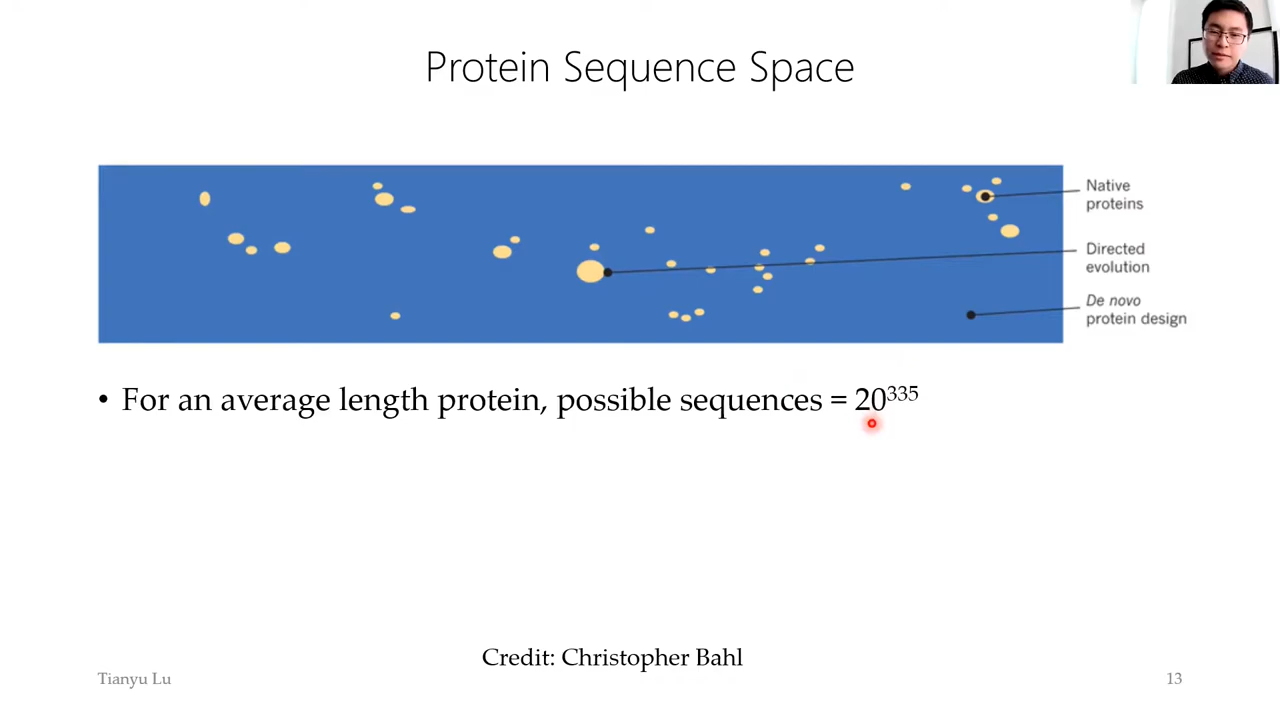 Protein Sequence Space
Native
proteins
Directed
evolution
De novo
protein design
• For an average length protein, possible sequences = 20³³⁵
Credit: Christopher Bahl
Tianyu Lu
13